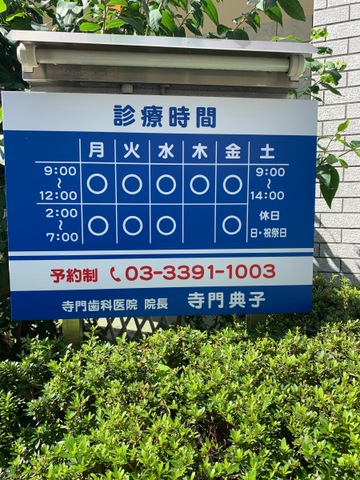 診療時間
月 火 水 木 金 土
9:00〜12:00 ○ ○ ○ ○ ○ 9:00〜14:00
2:00〜7:00 ○ ○ ○ ○ 休日 日・祝祭日
予約制 03-3391-1003
寺門歯科医院 院長 寺門典子